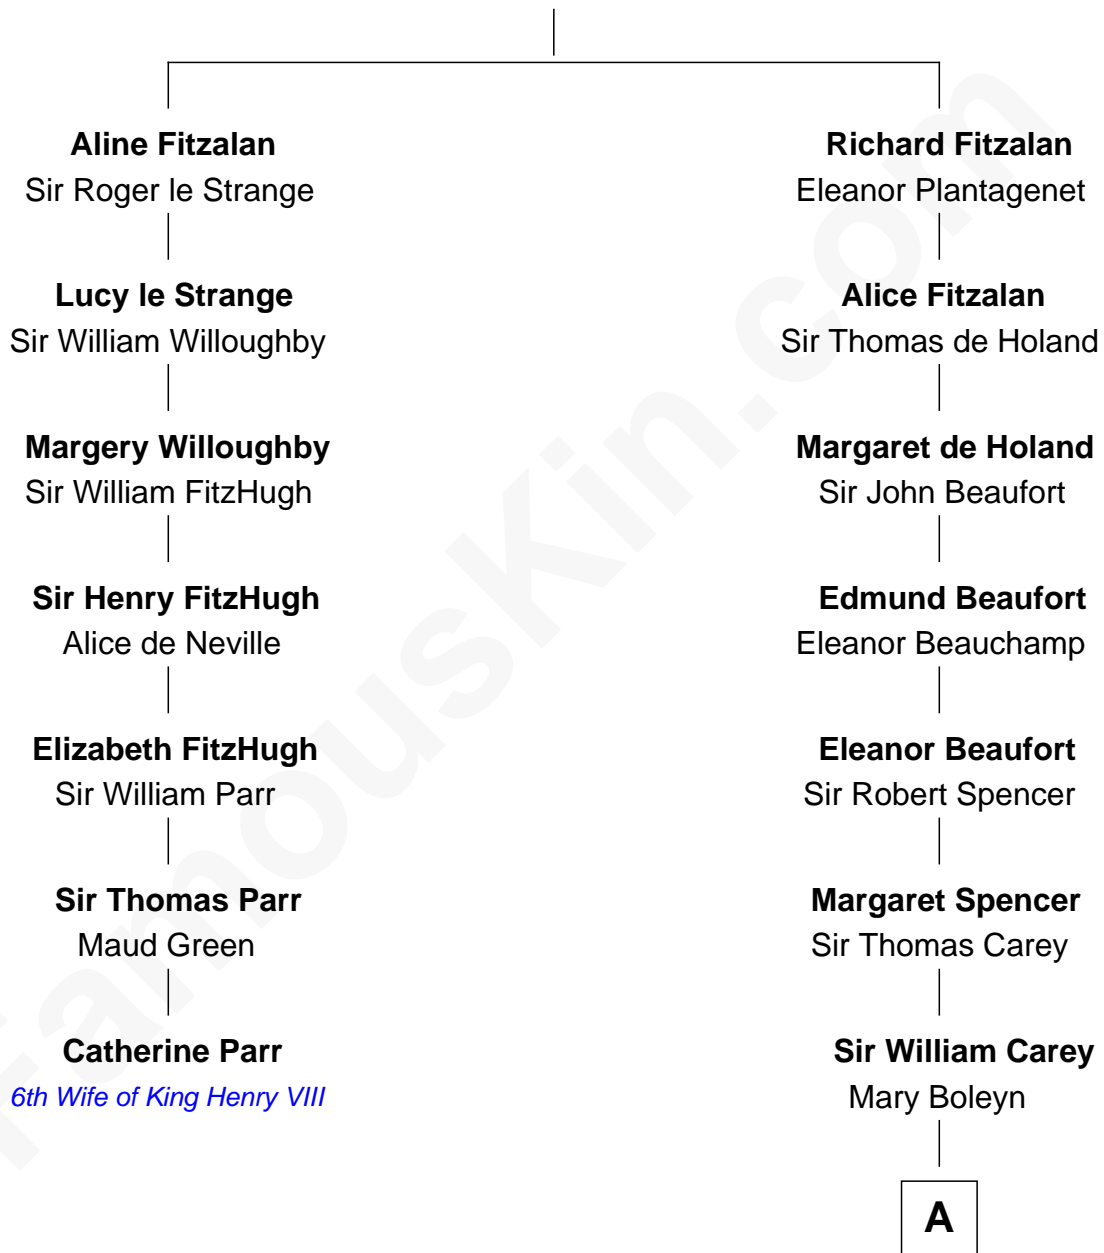 Aline Fitzalan
Sir Roger le Strange
Lucy le Strange
Sir William Willoughby
Margery Willoughby
Sir William FitzHugh
Sir Henry FitzHugh
Alice de Neville
Elizabeth FitzHugh
Sir William Parr
Sir Thomas Parr
Maud Green
Catherine Parr
6th Wife of King Henry VIII
Richard Fitzalan
Eleanor Plantagenet
Alice Fitzalan
Sir Thomas de Holand
Margaret de Holand
Sir John Beaufort
Edmund Beaufort
Eleanor Beauchamp
Eleanor Beaufort
Sir Robert Spencer
Margaret Spencer
Sir Thomas Carey
Sir William Carey
Mary Boleyn
A
FamousKin.com